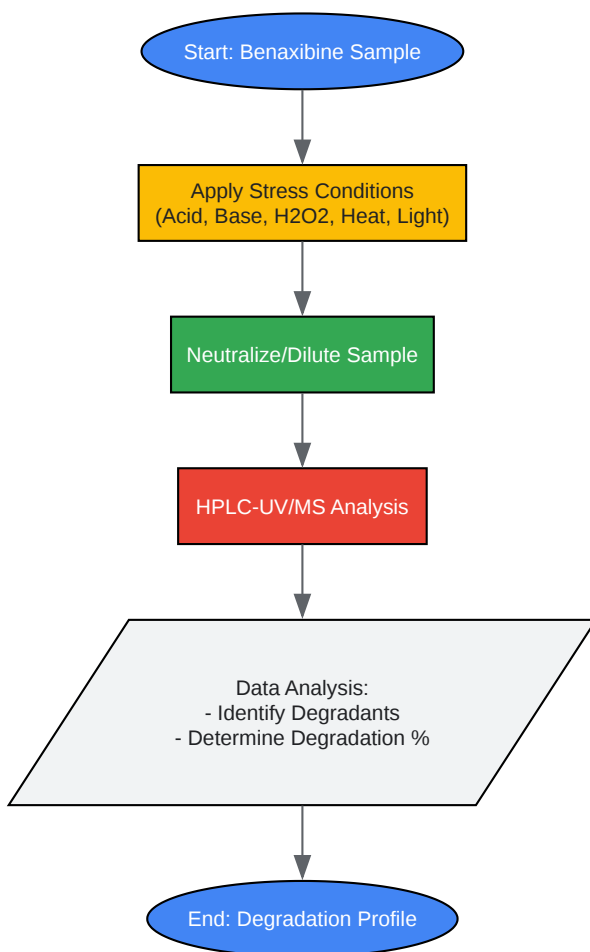 Start: Benaxibine Sample
Apply Stress Conditions
(Acid, Base, H2O2, Heat, Light)
Neutralize/Dilute Sample
HPLC-UV/MS Analysis
Data Analysis:
- Identify Degradants
- Determine Degradation %
End: Degradation Profile